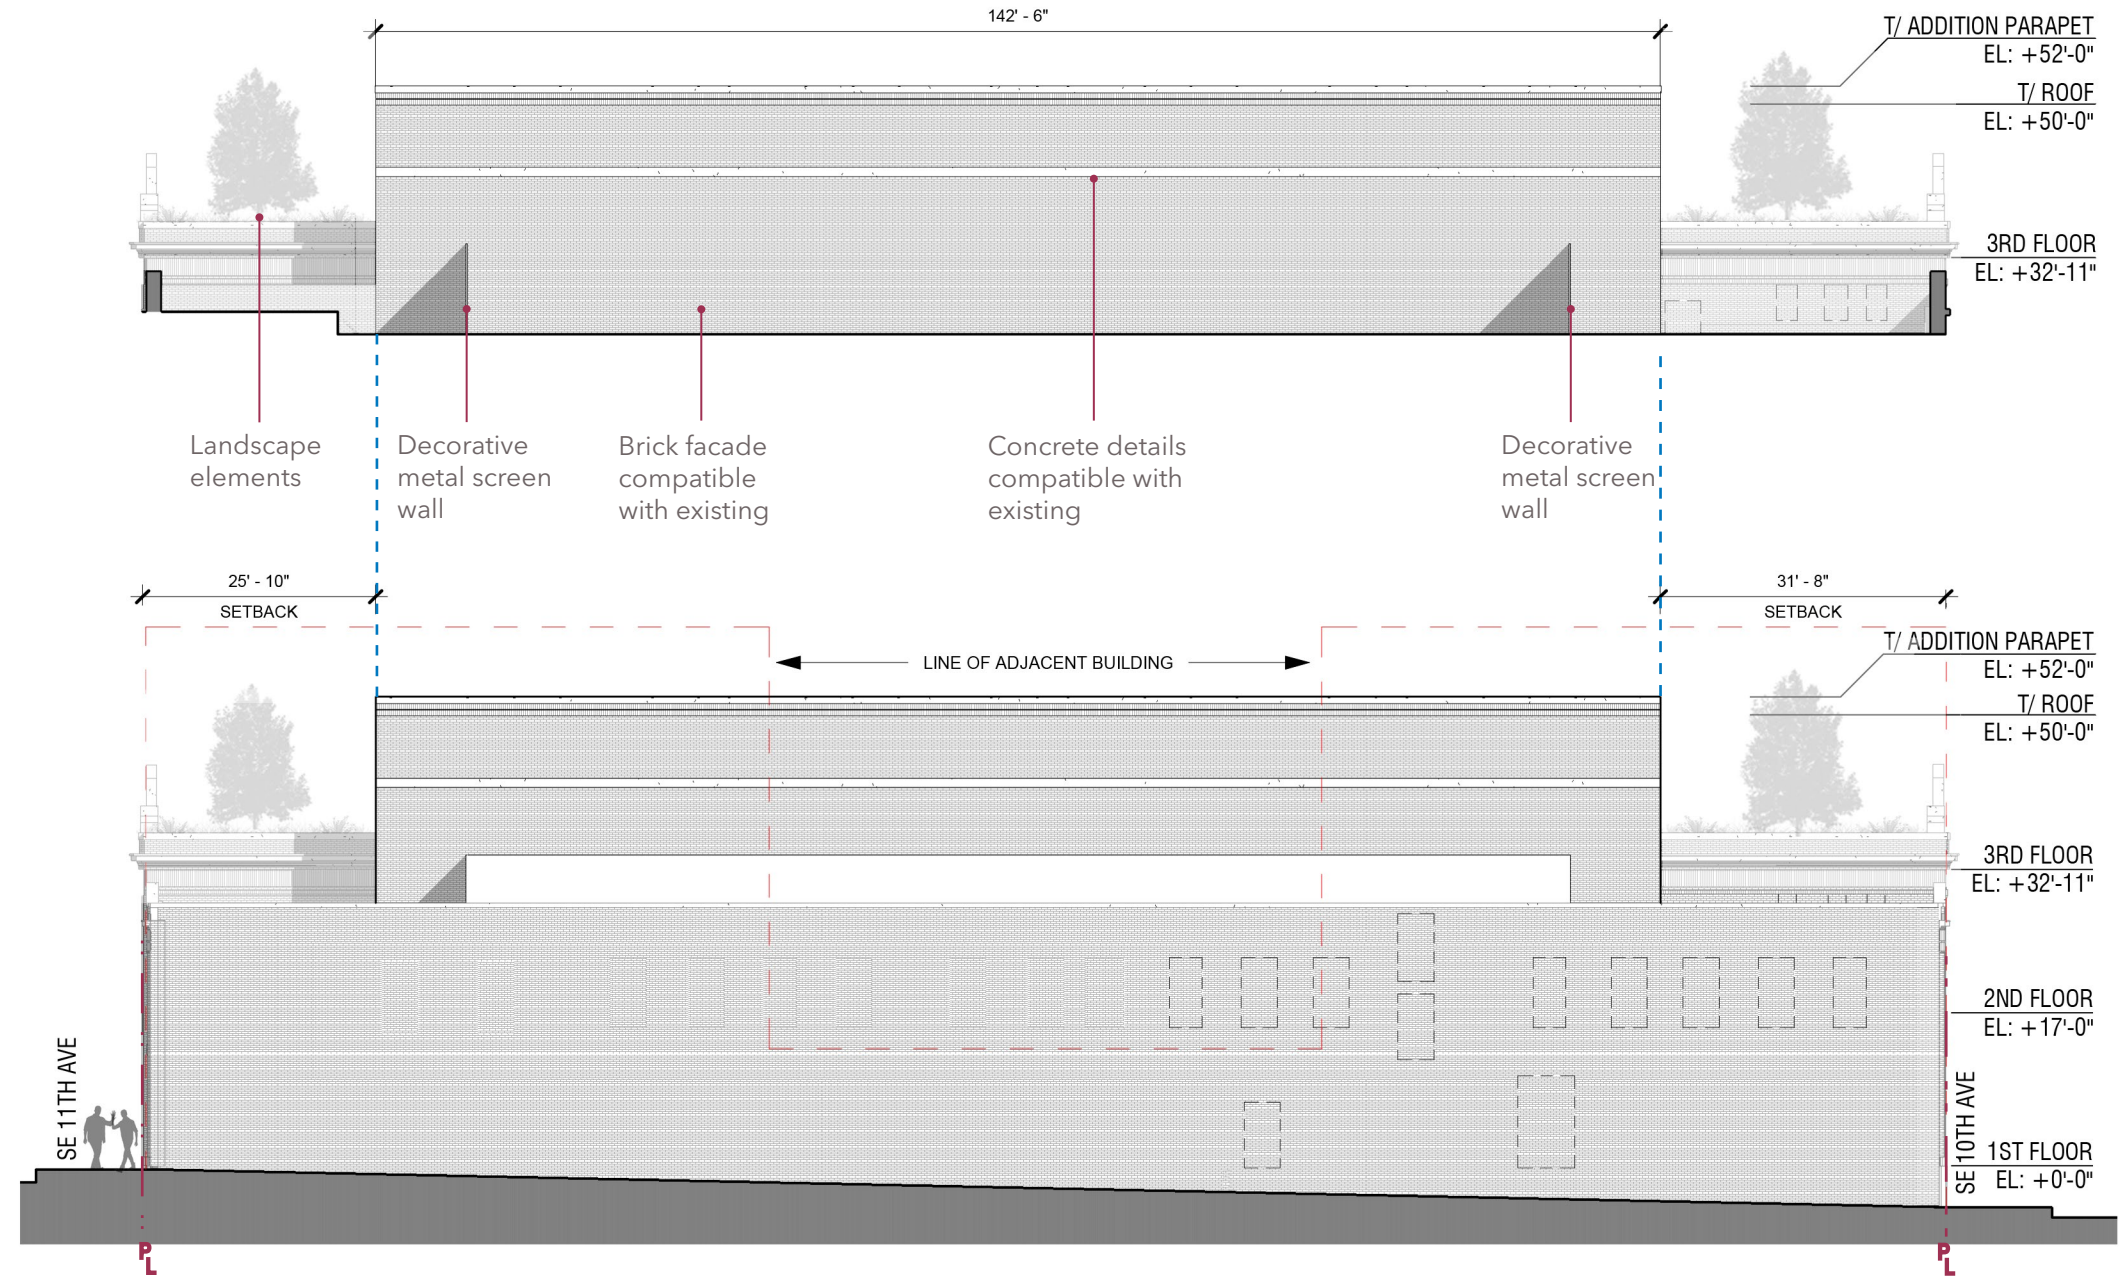 142' - 6"
T/ ADDITION PARAPET
EL: +52'-0"
T/ ROOF
EL: +50'-0"
3RD FLOOR
EL: +32'-11"
Landscape
elements
Decorative
metal screen
wall
Brick facade
compatible
with existing
Concrete details
compatible with
existing
Decorative
metal screen
wall
25' - 10"
SETBACK
31' - 8"
SETBACK
LINE OF ADJACENT BUILDING
T/ ADDITION PARAPET
EL: +52'-0"
T/ ROOF
EL: +50'-0"
3RD FLOOR
EL: +32'-11"
2ND FLOOR
EL: +17'-0"
SE 11TH AVE
SE 10TH AVE
1ST FLOOR
EL: +0'-0"
PL
PL